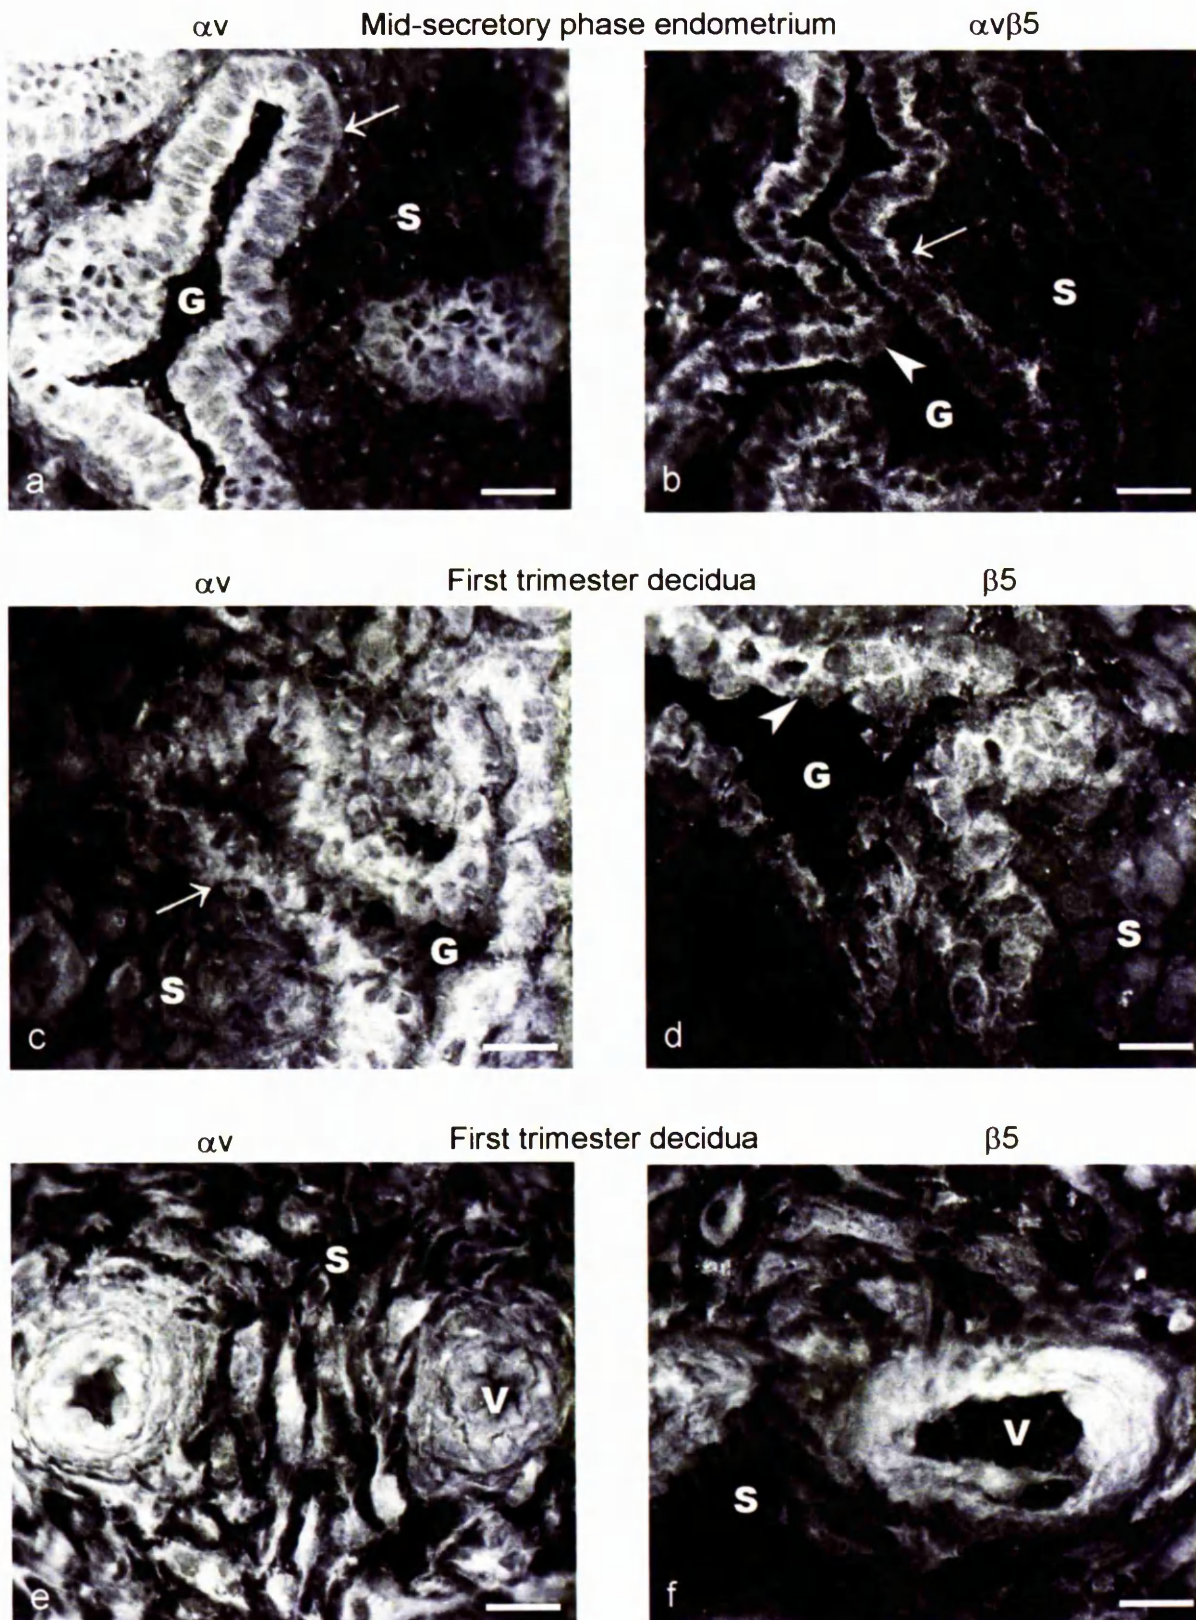 αv Mid-secretory phase endometrium αvβ5
S
G
a
S
G
b
αv First trimester decidua β5
G
S
c
G
S
d
αv First trimester decidua β5
S
V
e
V
S
f